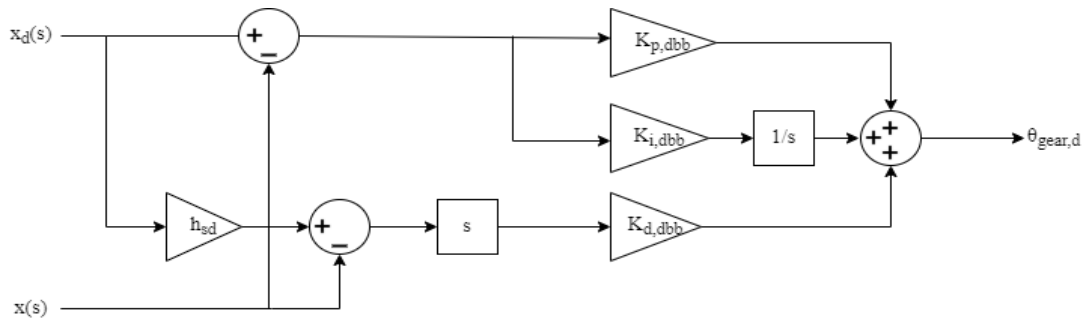 x_d(s)
+
−
K_p,dbb
K_i,dbb
1/s
+
+
+
θ_gear,d
h_sd
+
−
s
K_d,dbb
x(s)